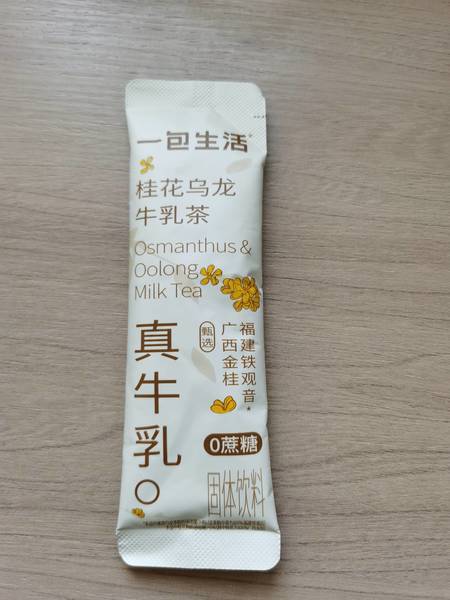 一包生活
桂花乌龙
牛乳茶
Osmanthus &
Oolong
Milk Tea
甄选
福建铁观音*
广西金桂
真牛乳
0蔗糖
固体饮料